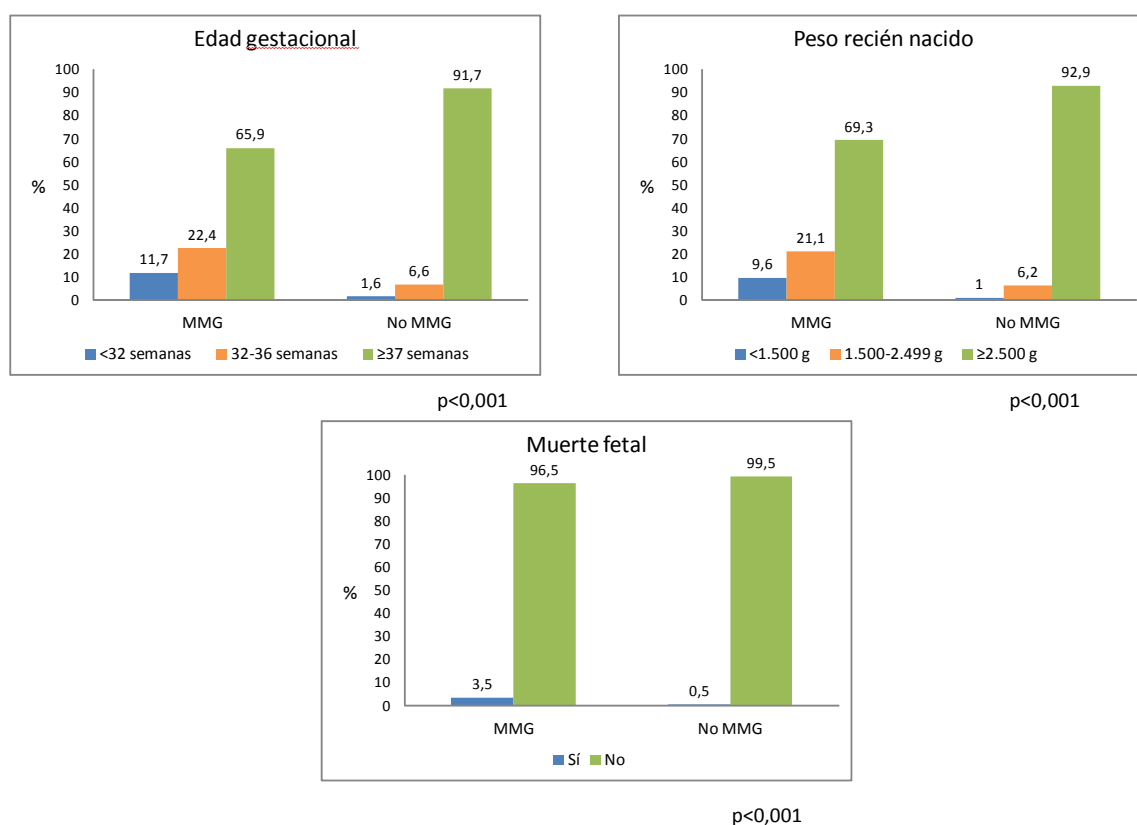 Edad gestacional
100
90
80
70
60
50
40
30
20
10
0
%
11,7
22,4
65,9
1,6
6,6
91,7
MMG
No MMG
<32 semanas
32-36 semanas
≥37 semanas
p<0,001
Peso recién nacido
100
90
80
70
60
50
40
30
20
10
0
%
9,6
21,1
69,3
1
6,2
92,9
MMG
No MMG
<1.500 g
1.500-2.499 g
≥2.500 g
p<0,001
Muerte fetal
100
90
80
70
60
50
40
30
20
10
0
%
3,5
96,5
0,5
99,5
MMG
No MMG
Sí
No
p<0,001